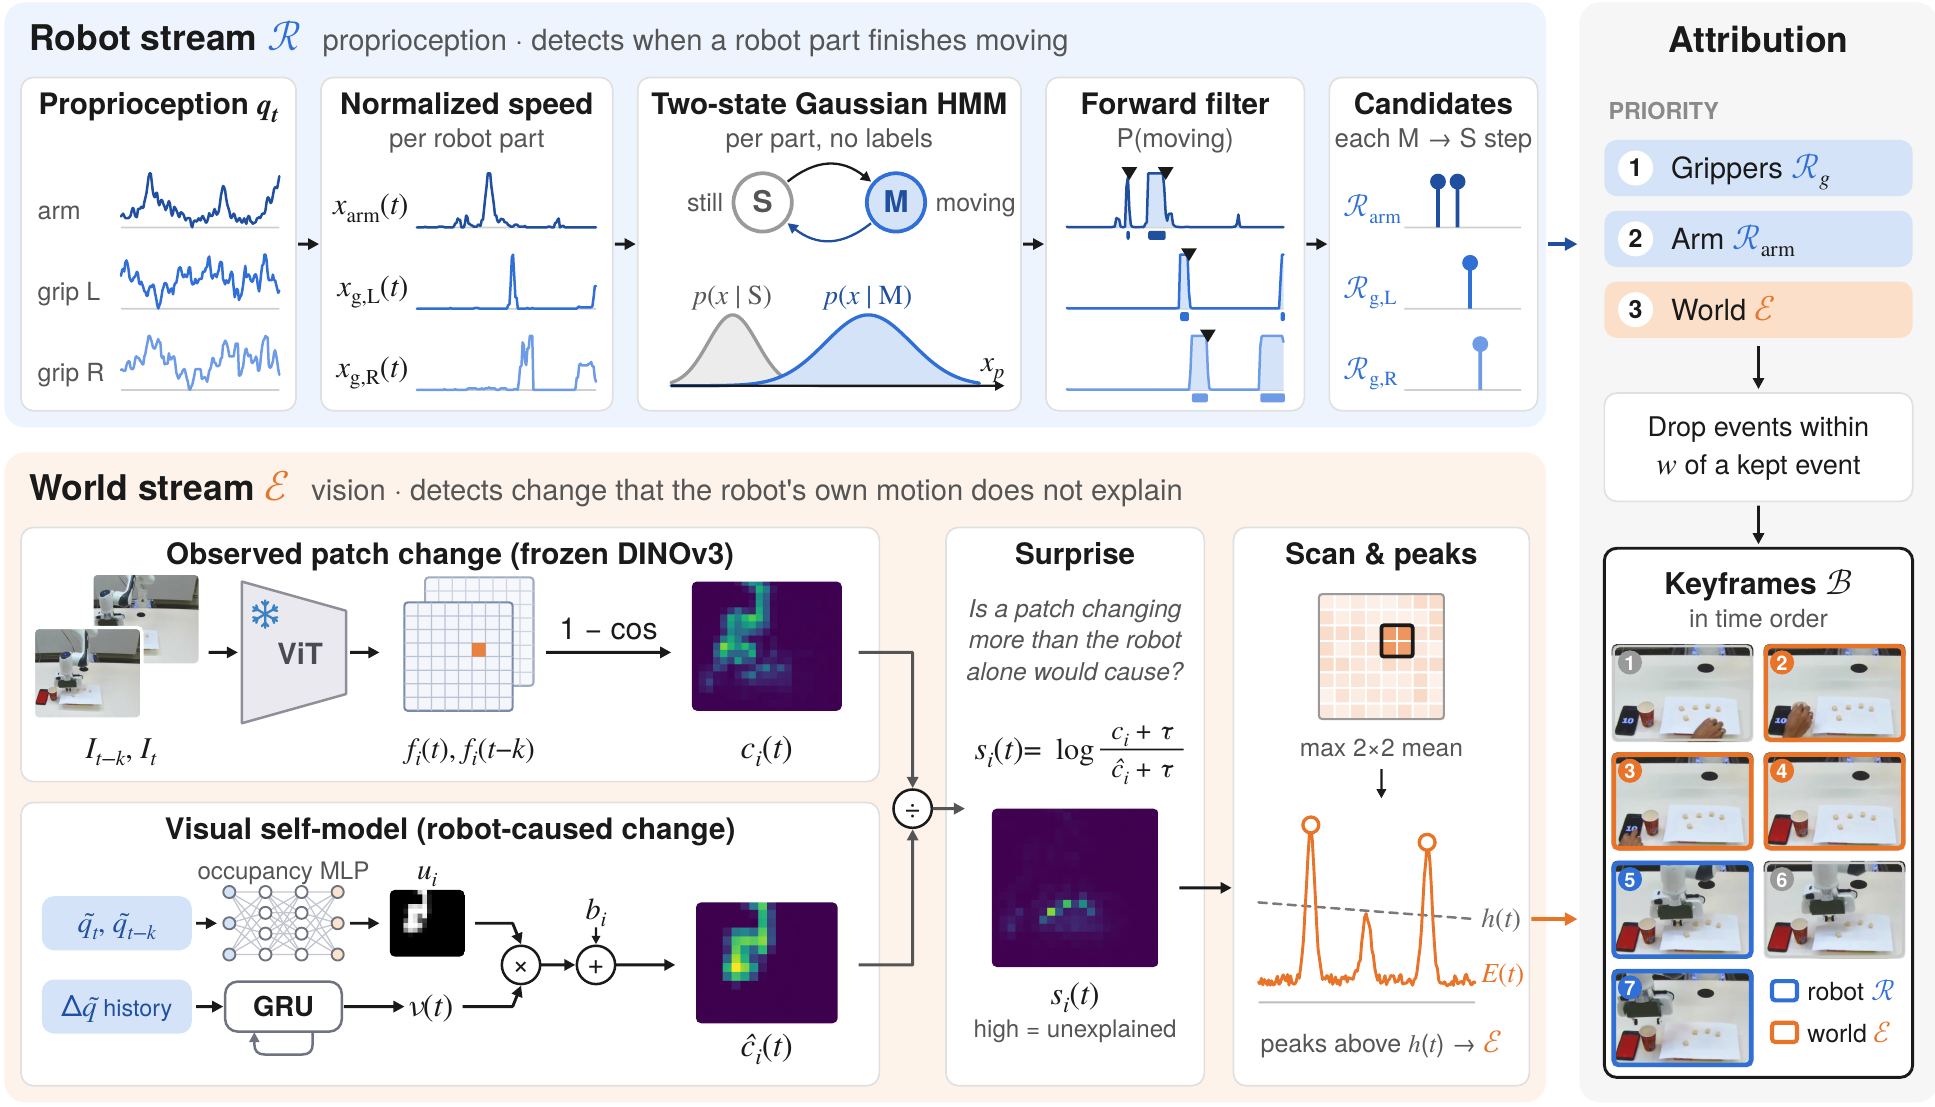 Robot stream ℛ proprioception · detects when a robot part finishes moving
Proprioception qₜ
arm
grip L
grip R
Normalized speed
per robot part
x_arm(t)
x_g,L(t)
x_g,R(t)
Two-state Gaussian HMM
per part, no labels
still S M moving
p(x | S) p(x | M)
x_p
Forward filter
P(moving)
Candidates
each M → S step
ℛ_arm
ℛ_g,L
ℛ_g,R
World stream ℰ vision · detects change that the robot's own motion does not explain
Observed patch change (frozen DINOv3)
ViT
1 − cos
I_t−k, I_t
f_i(t), f_i(t−k)
c_i(t)
Visual self-model (robot-caused change)
occupancy MLP
u_i
q̃_t, q̃_t−k
b_i
× +
Δq̃ history
GRU
ν(t)
ĉ_i(t)
÷
Surprise
Is a patch changing
more than the robot
alone would cause?
s_i(t)= log (c_i + τ) / (ĉ_i + τ)
s_i(t)
high = unexplained
Scan & peaks
max 2×2 mean
h(t)
E(t)
peaks above h(t) → ℰ
Attribution
PRIORITY
1 Grippers ℛ_g
2 Arm ℛ_arm
3 World ℰ
Drop events within
w of a kept event
Keyframes ℬ
in time order
1 2
10 10
3 4
10
5 6
7
robot ℛ
world ℰ